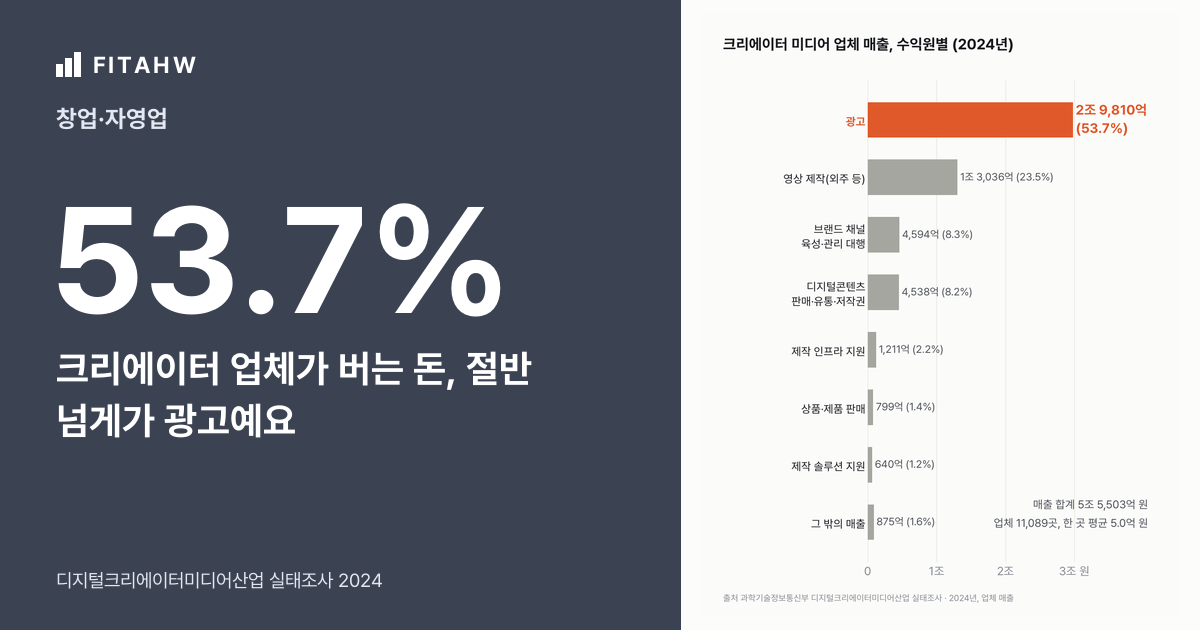 FITAHW
창업·자영업
53.7%
크리에이터 업체가 버는 돈, 절반
넘게가 광고예요
디지털크리에이터미디어산업 실태조사 2024
크리에이터 미디어 업체 매출, 수익원별 (2024년)
광고
2조 9,810억
(53.7%)
영상 제작(외주 등)
1조 3,036억 (23.5%)
브랜드 채널
육성·관리 대행
4,594억 (8.3%)
디지털콘텐츠
판매·유통·저작권
4,538억 (8.2%)
제작 인프라 지원
1,211억 (2.2%)
상품·제품 판매
799억 (1.4%)
제작 솔루션 지원
640억 (1.2%)
그 밖의 매출
875억 (1.6%)
매출 합계 5조 5,503억 원
업체 11,089곳, 한 곳 평균 5.0억 원
0
1조
2조
3조 원
출처 과학기술정보통신부 디지털크리에이터미디어산업 실태조사 · 2024년, 업체 매출